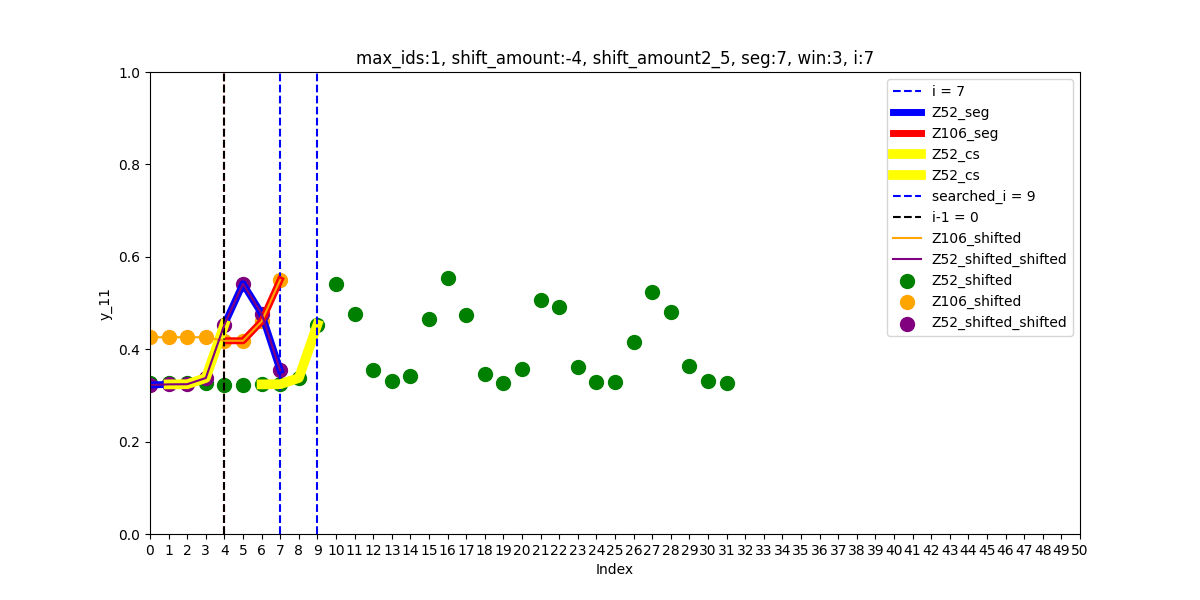 max_ids:1, shift_amount:-4, shift_amount2_5, seg:7, win:3, i:7
1.0
0.8
0.6
0.4
0.2
0.0
y_11
i = 7
Z52_seg
Z106_seg
Z52_cs
Z52_cs
searched_i = 9
i-1 = 0
Z106_shifted
Z52_shifted_shifted
Z52_shifted
Z106_shifted
Z52_shifted_shifted
0 1 2 3 4 5 6 7 8 9 10 11 12 13 14 15 16 17 18 19 20 21 22 23 24 25 26 27 28 29 30 31 32 33 34 35 36 37 38 39 40 41 42 43 44 45 46 47 48 49 50
Index